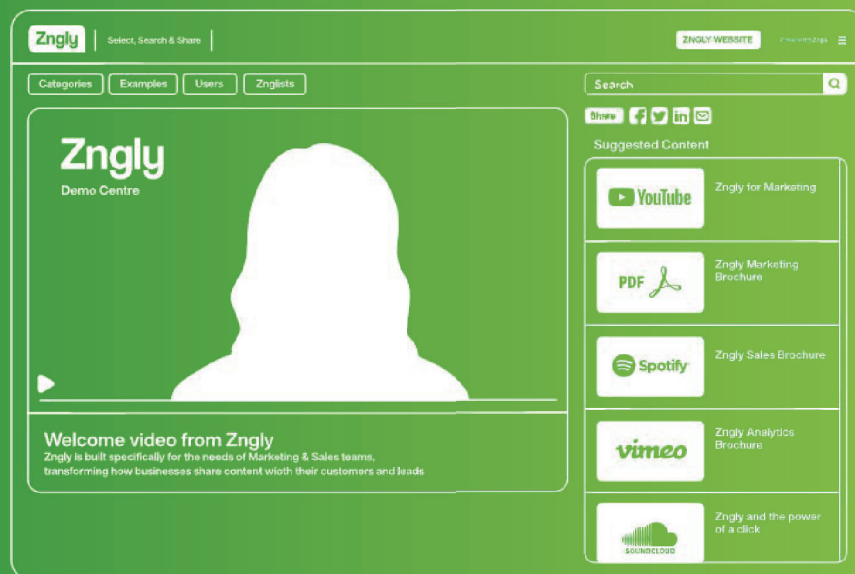 Zngly
Select, Search & Share
ZNGLY WEBSITE
Categories
Examples
Users
Znglists
Search
Share
Suggested Content
Zngly
Demo Centre
YouTube
Zngly for Marketing
PDF
Zngly Marketing
Brochure
Spotify
Zngly Sales Brochure
vimeo
Zngly Analytics
Brochure
SOUNDCLOUD
Zngly and the power
of a click
Welcome video from Zngly
Zngly is built specifically for the needs of Marketing & Sales teams,
transforming how businesses share content wioth their customers and leads